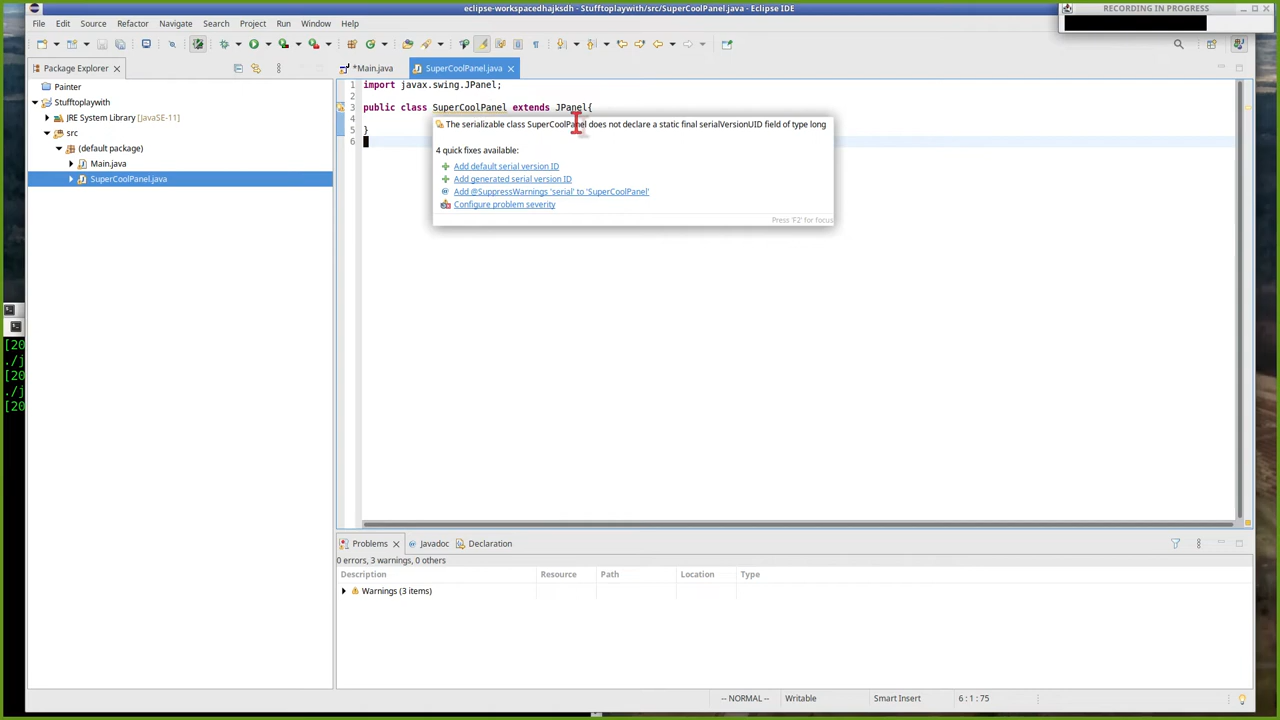 eclipse-workspacedhajksdh - Stufftoplaywith/src/SuperCoolPanel.java - Eclipse IDE
RECORDING IN PROGRESS
File Edit Source Refactor Navigate Search Project Run Window Help
Package Explorer
*Main.java
SuperCoolPanel.java
Painter
Stufftoplaywith
JRE System Library [JavaSE-11]
src
(default package)
Main.java
SuperCoolPanel.java
1 import javax.swing.JPanel;
2
3 public class SuperCoolPanel extends JPanel{
4
5 }
6
The serializable class SuperCoolPanel does not declare a static final serialVersionUID field of type long
4 quick fixes available:
Add default serial version ID
Add generated serial version ID
Add @SuppressWarnings 'serial' to 'SuperCoolPanel'
Configure problem severity
Press 'F2' for focus
[20
./j
[20
./j
[20
Problems Javadoc Declaration
0 errors, 3 warnings, 0 others
Description Resource Path Location Type
Warnings (3 items)
-- NORMAL -- Writable Smart Insert 6 : 1 : 75